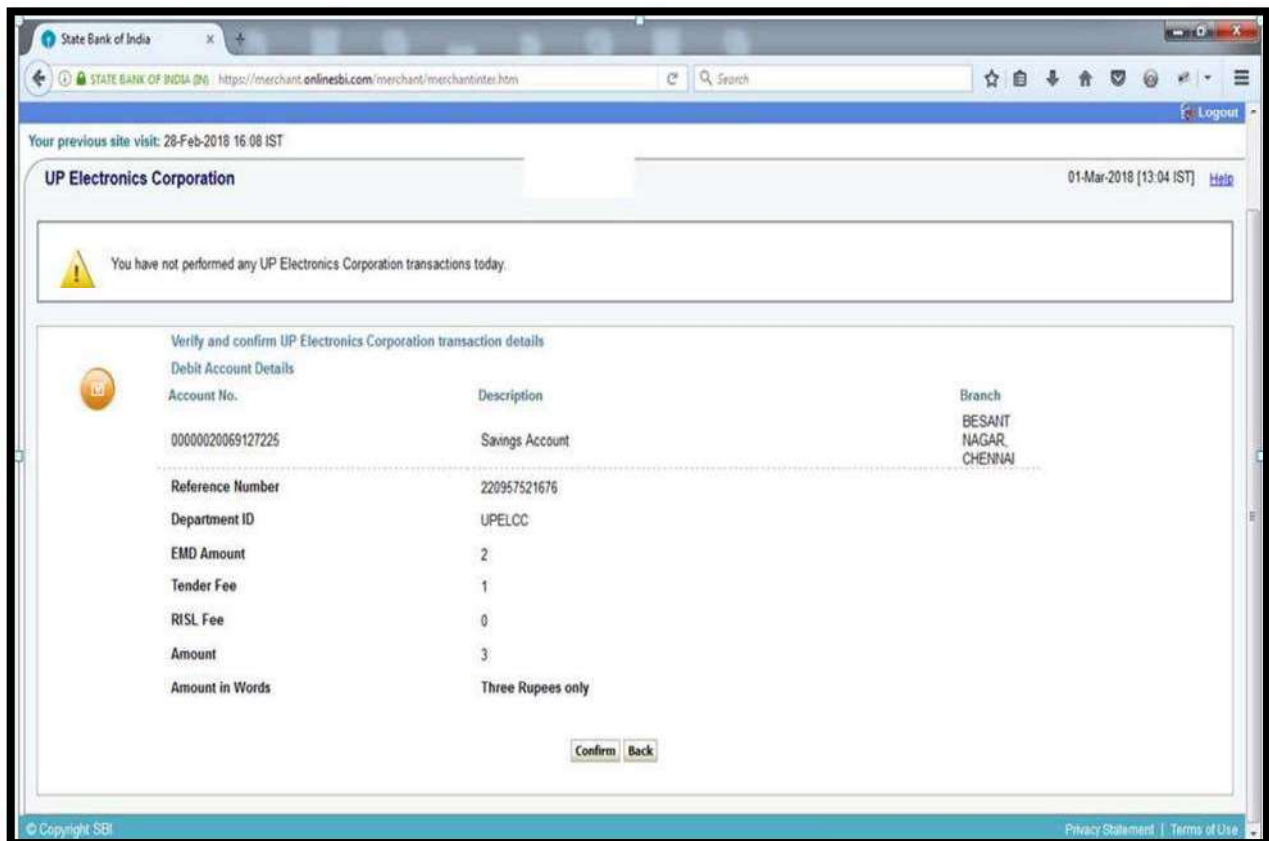 State Bank of India
STATE BANK OF INDIA (IN) https://merchant.onlinesbi.com/merchant/merchantinter.htm Search
Logout
Your previous site visit: 28-Feb-2018 16:08 IST
UP Electronics Corporation 01-Mar-2018 [13:04 IST] Help
You have not performed any UP Electronics Corporation transactions today.
Verify and confirm UP Electronics Corporation transaction details
Debit Account Details
Account No. Description Branch
00000020069127225 Savings Account BESANT
NAGAR,
CHENNAI
Reference Number 220957521676
Department ID UPELCC
EMD Amount 2
Tender Fee 1
RISL Fee 0
Amount 3
Amount in Words Three Rupees only
Confirm Back
© Copyright SBI Privacy Statement | Terms of Use